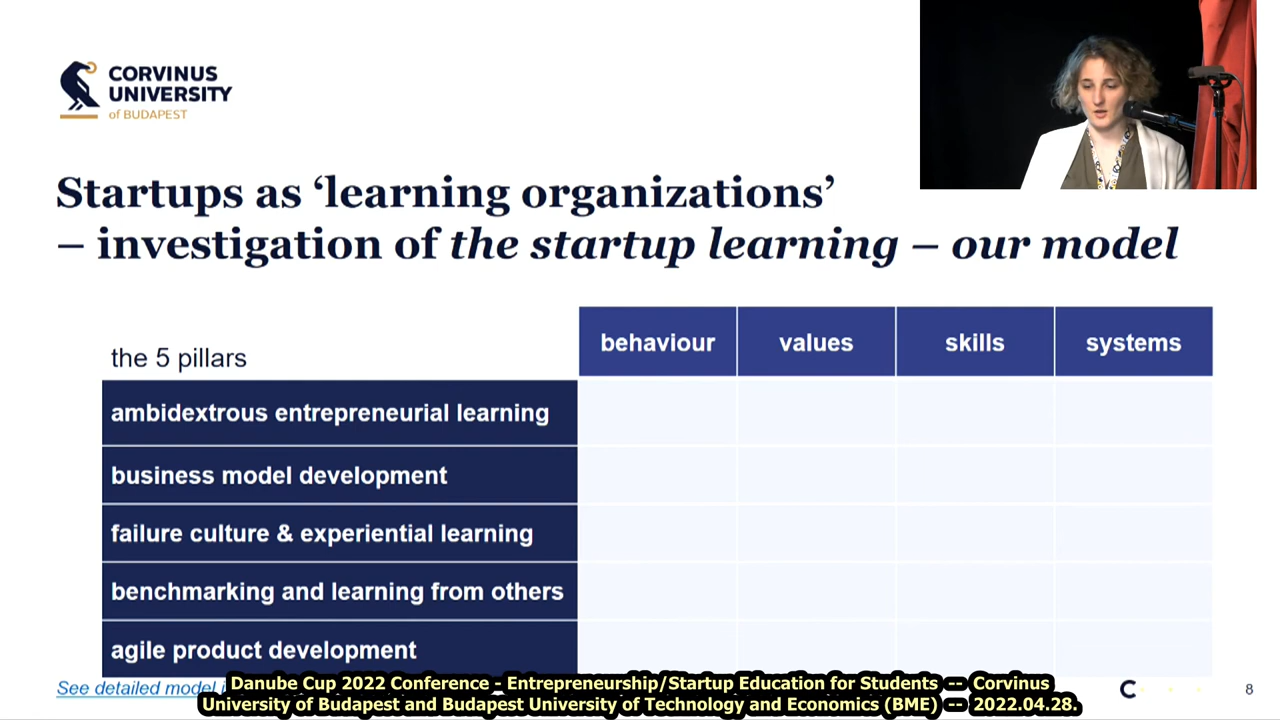 CORVINUS
UNIVERSITY
of BUDAPEST
Startups as ‘learning organizations’
– investigation of the startup learning – our model
the 5 pillars
behaviour values skills systems
ambidextrous entrepreneurial learning
business model development
failure culture & experiential learning
benchmarking and learning from others
agile product development
See detailed model
Danube Cup 2022 Conference - Entrepreneurship/Startup Education for Students -- Corvinus
University of Budapest and Budapest University of Technology and Economics (BME) -- 2022.04.28.
C
8